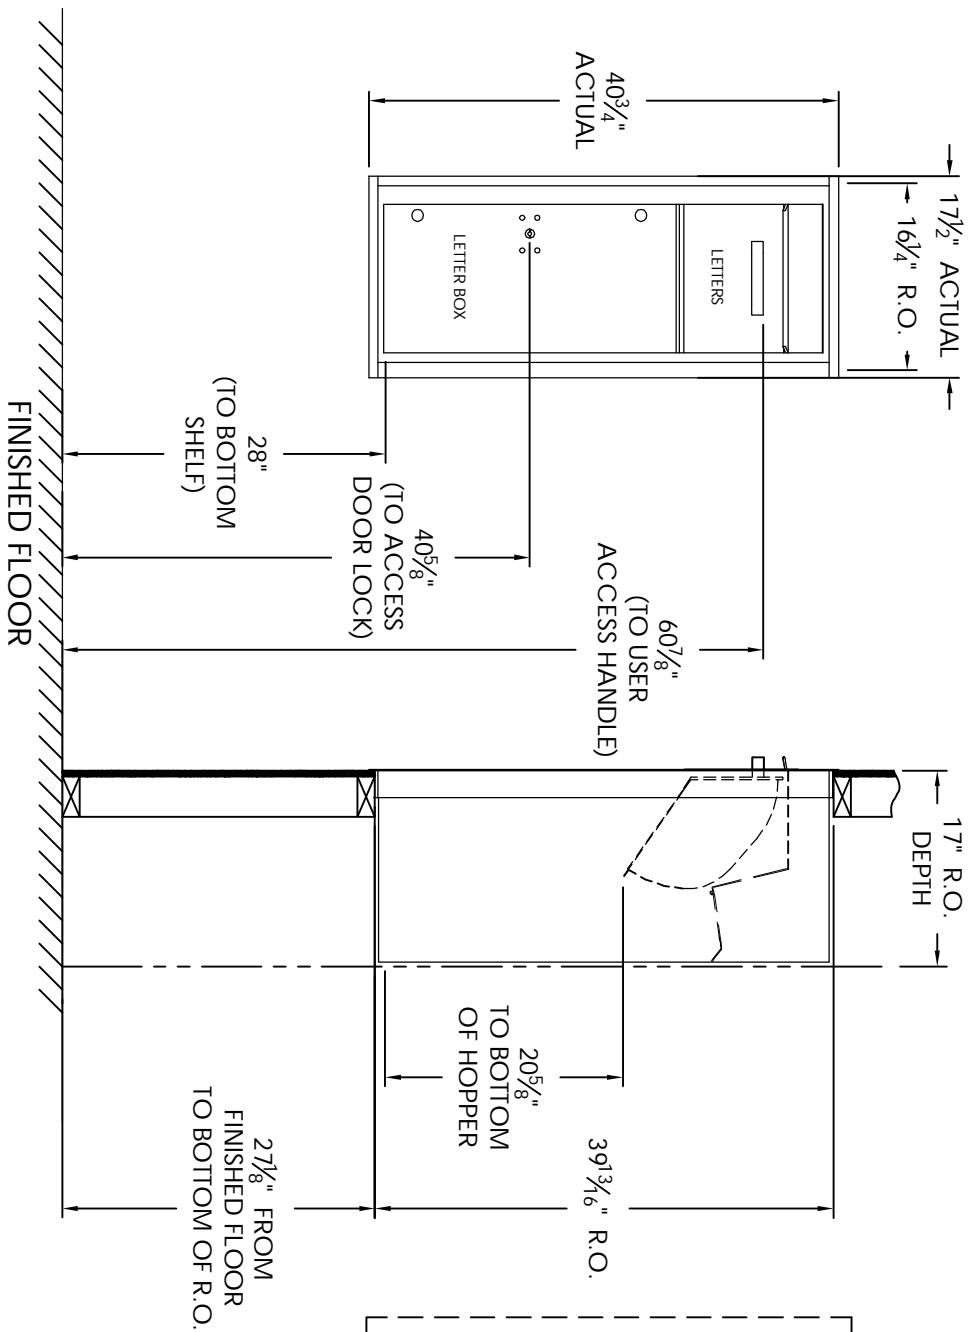 17½" ACTUAL
16¼" R.O.
40¾"
ACTUAL
LETTERS
LETTER BOX
28"
(TO BOTTOM
SHELF)
40⅝"
(TO ACCESS
DOOR LOCK)
60⅞"
(TO USER
ACCESS HANDLE)
FINISHED FLOOR
17" R.O.
DEPTH
20⅝"
TO BOTTOM
OF HOPPER
39¹³⁄₁₆" R.O.
27⅛" FROM
FINISHED FLOOR
TO BOTTOM OF R.O.